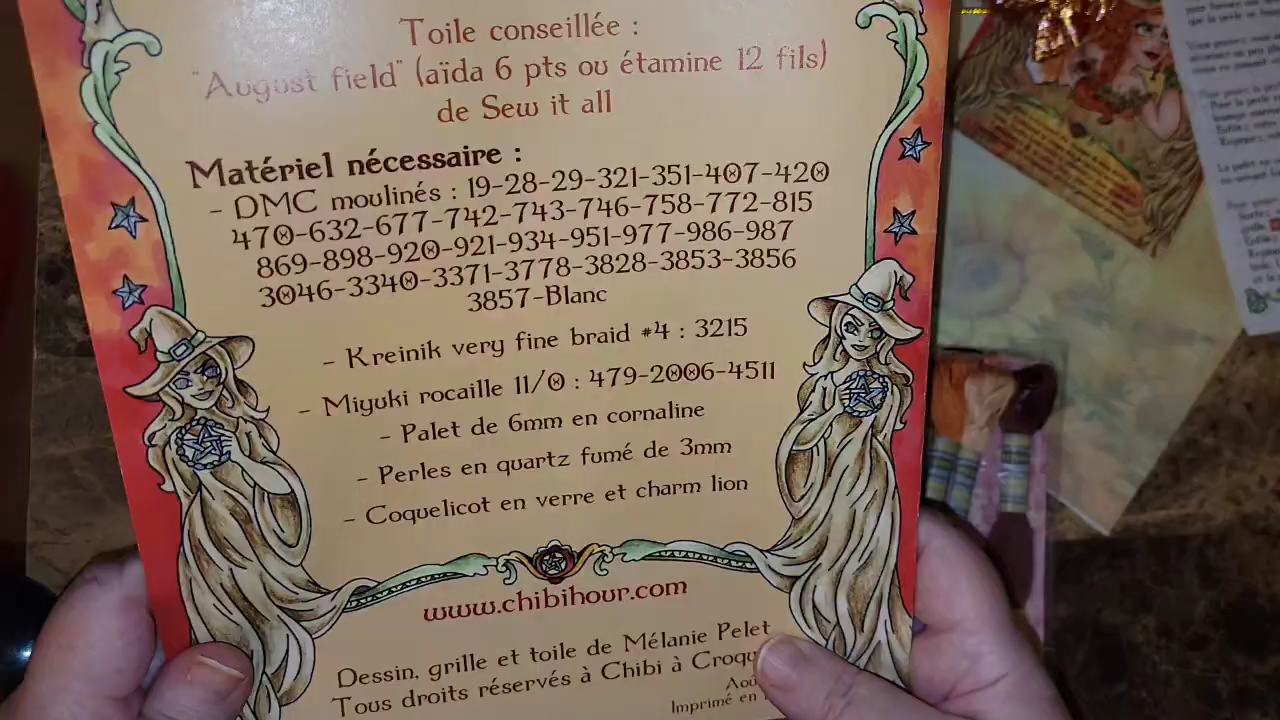 Toile conseillée :
"August field" (aïda 6 pts ou étamine 12 fils)
de Sew it all
Matériel nécessaire :
- DMC moulinés : 19-28-29-321-351-407-420
470-632-677-742-743-746-758-772-815
869-898-920-921-934-951-977-986-987
3046-3340-3371-3778-3828-3853-3856
3857-Blanc
- Kreinik very fine braid #4 : 3215
- Miyuki rocaille 11/0 : 479-2006-4511
- Palet de 6mm en cornaline
- Perles en quartz fumé de 3mm
- Coquelicot en verre et charm lion
www.chibihour.com
Dessin, grille et toile de Mélanie Pelet
Tous droits réservés à Chibi à
Imprimé en